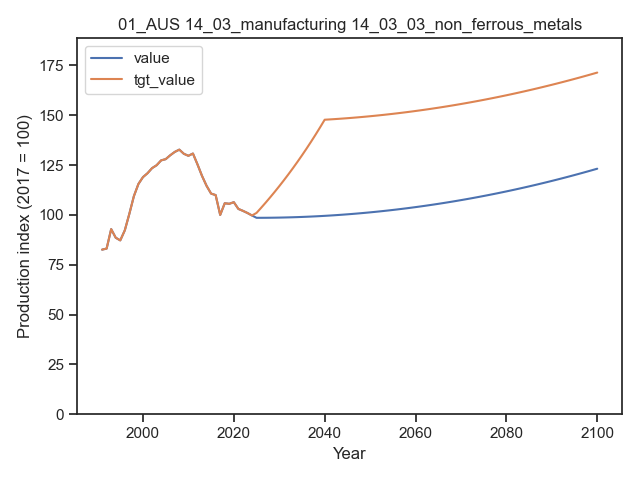 01_AUS 14_03_manufacturing 14_03_03_non_ferrous_metals
value
tgt_value
Production index (2017 = 100)
175
150
125
100
75
50
25
0
2000 2020 2040 2060 2080 2100
Year